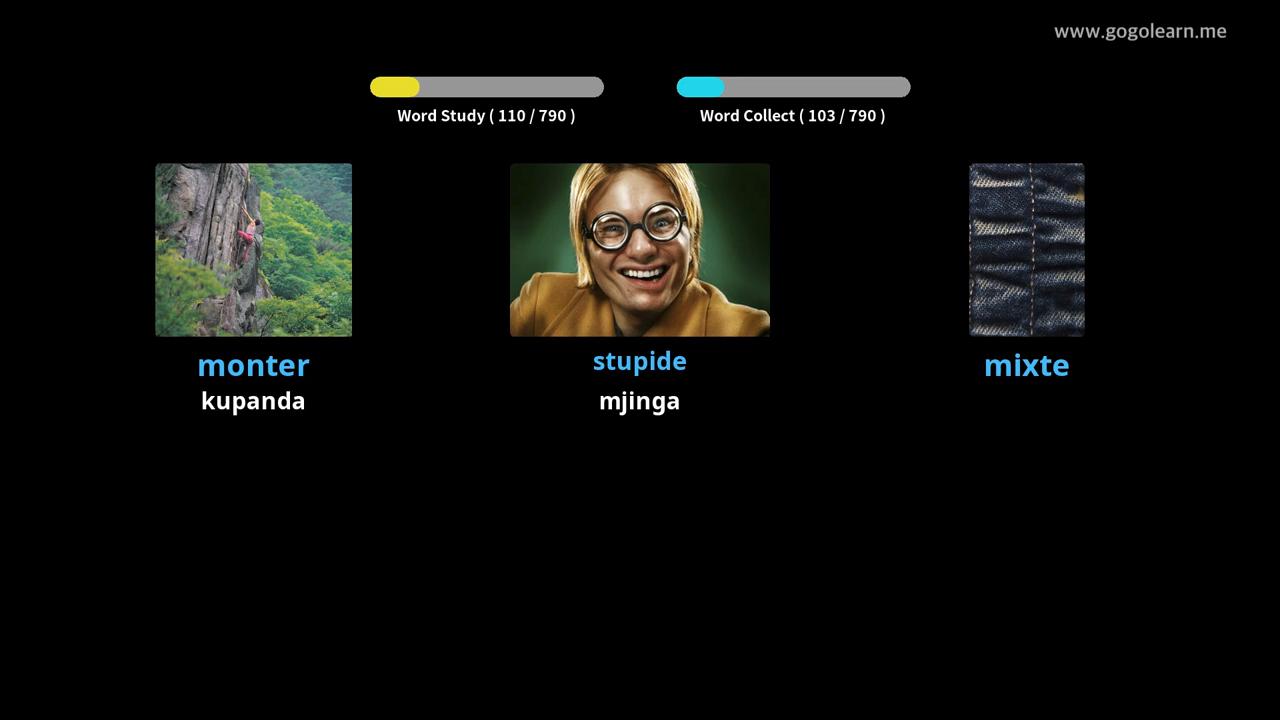 www.gogolearn.me
Word Study ( 110 / 790 )
Word Collect ( 103 / 790 )
monter
kupanda
stupide
mjinga
mixte